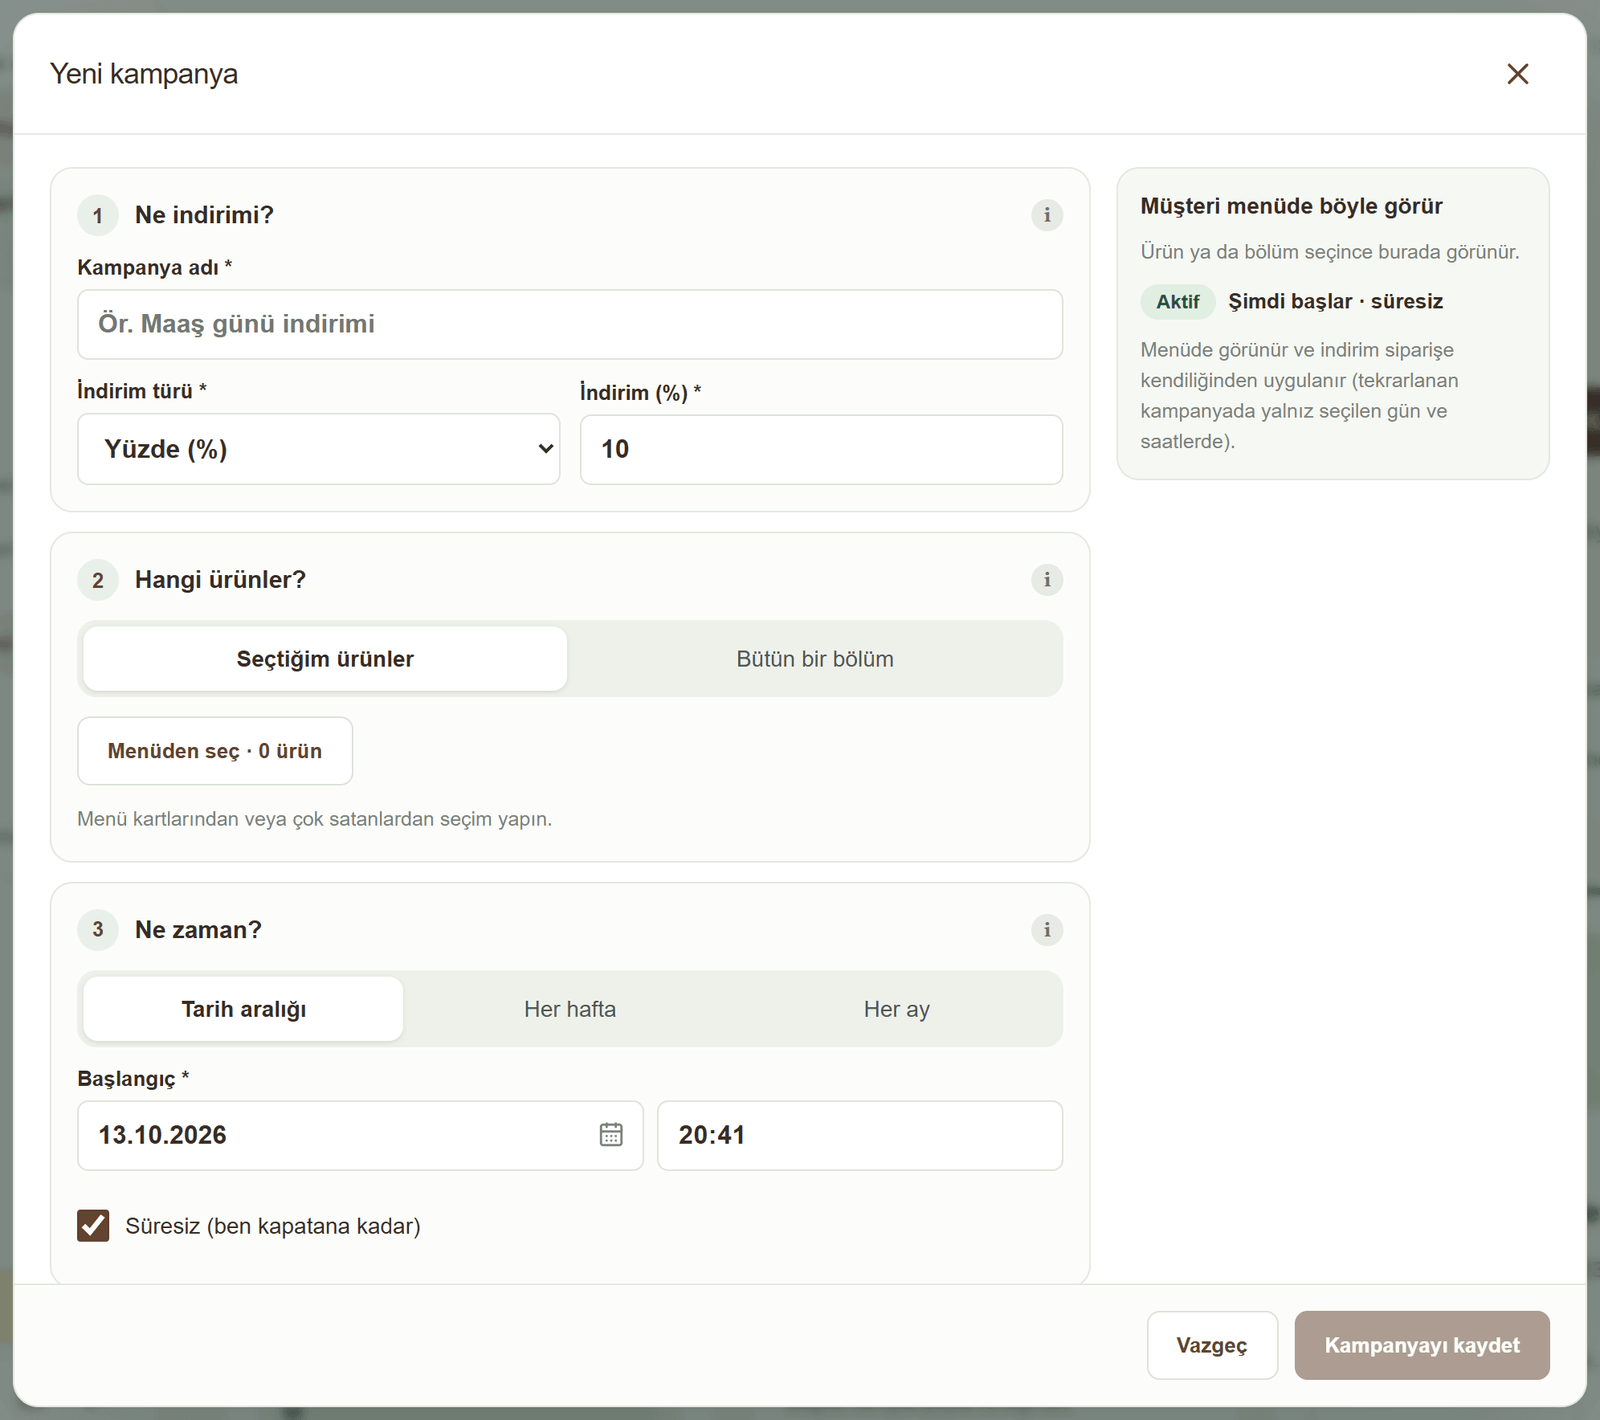 Yeni kampanya
1 Ne indirimi?
Kampanya adı *
Ör. Maaş günü indirimi
İndirim türü *
İndirim (%) *
Yüzde (%)
10
2 Hangi ürünler?
Seçtiğim ürünler
Bütün bir bölüm
Menüden seç · 0 ürün
Menü kartlarından veya çok satanlardan seçim yapın.
3 Ne zaman?
Tarih aralığı
Her hafta
Her ay
Başlangıç *
13.10.2026
20:41
Süresiz (ben kapatana kadar)
Müşteri menüde böyle görür
Ürün ya da bölüm seçince burada görünür.
Aktif Şimdi başlar · süresiz
Menüde görünür ve indirim siparişe
kendiliğinden uygulanır (tekrarlanan
kampanyada yalnız seçilen gün ve
saatlerde).
Vazgeç
Kampanyayı kaydet